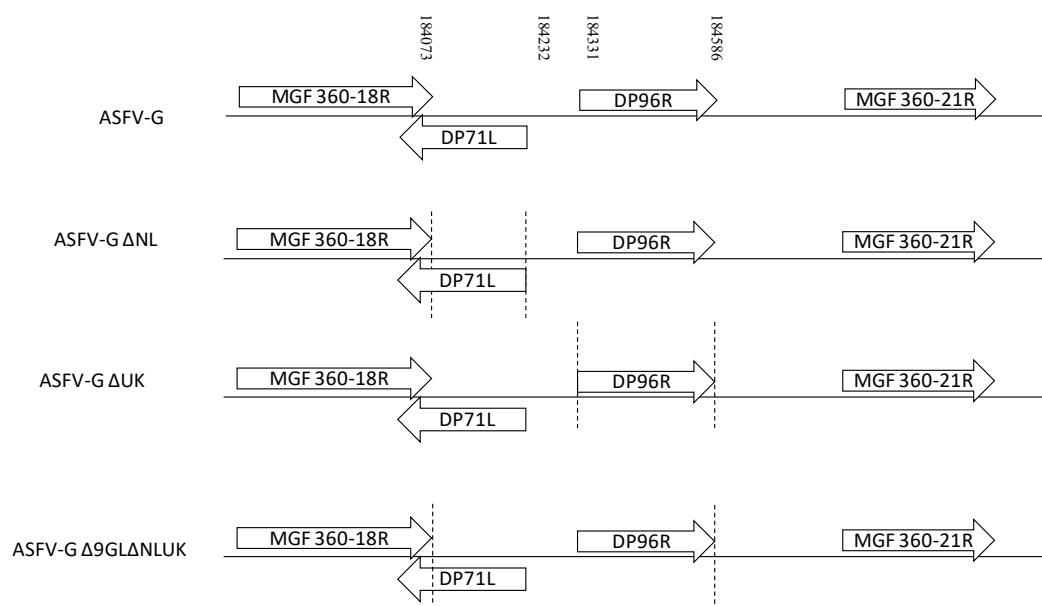 184073
184232
184331
184586
ASFV-G
MGF 360-18R
DP71L
DP96R
MGF 360-21R
ASFV-G ΔNL
MGF 360-18R
DP71L
DP96R
MGF 360-21R
ASFV-G ΔUK
MGF 360-18R
DP71L
DP96R
MGF 360-21R
ASFV-G Δ9GLΔNLUK
MGF 360-18R
DP71L
DP96R
MGF 360-21R